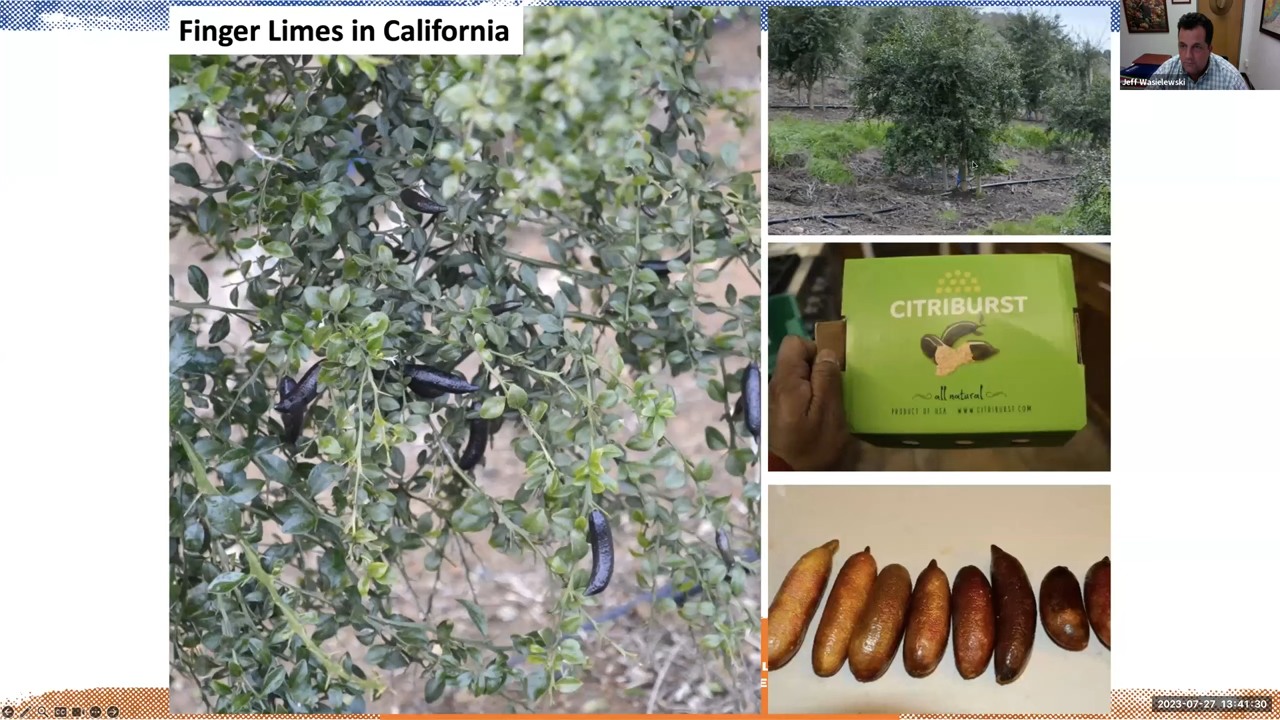 Finger Limes in California
Jeff Wasielewski
CITRIBURST
all natural
PRODUCT OF USA WWW.CITRIBURST.COM
2023-07-27 13:41:30